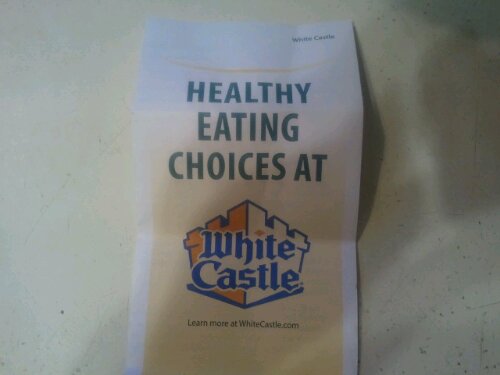 White Castle
HEALTHY
EATING
CHOICES AT
White
Castle
Learn more at WhiteCastle.com